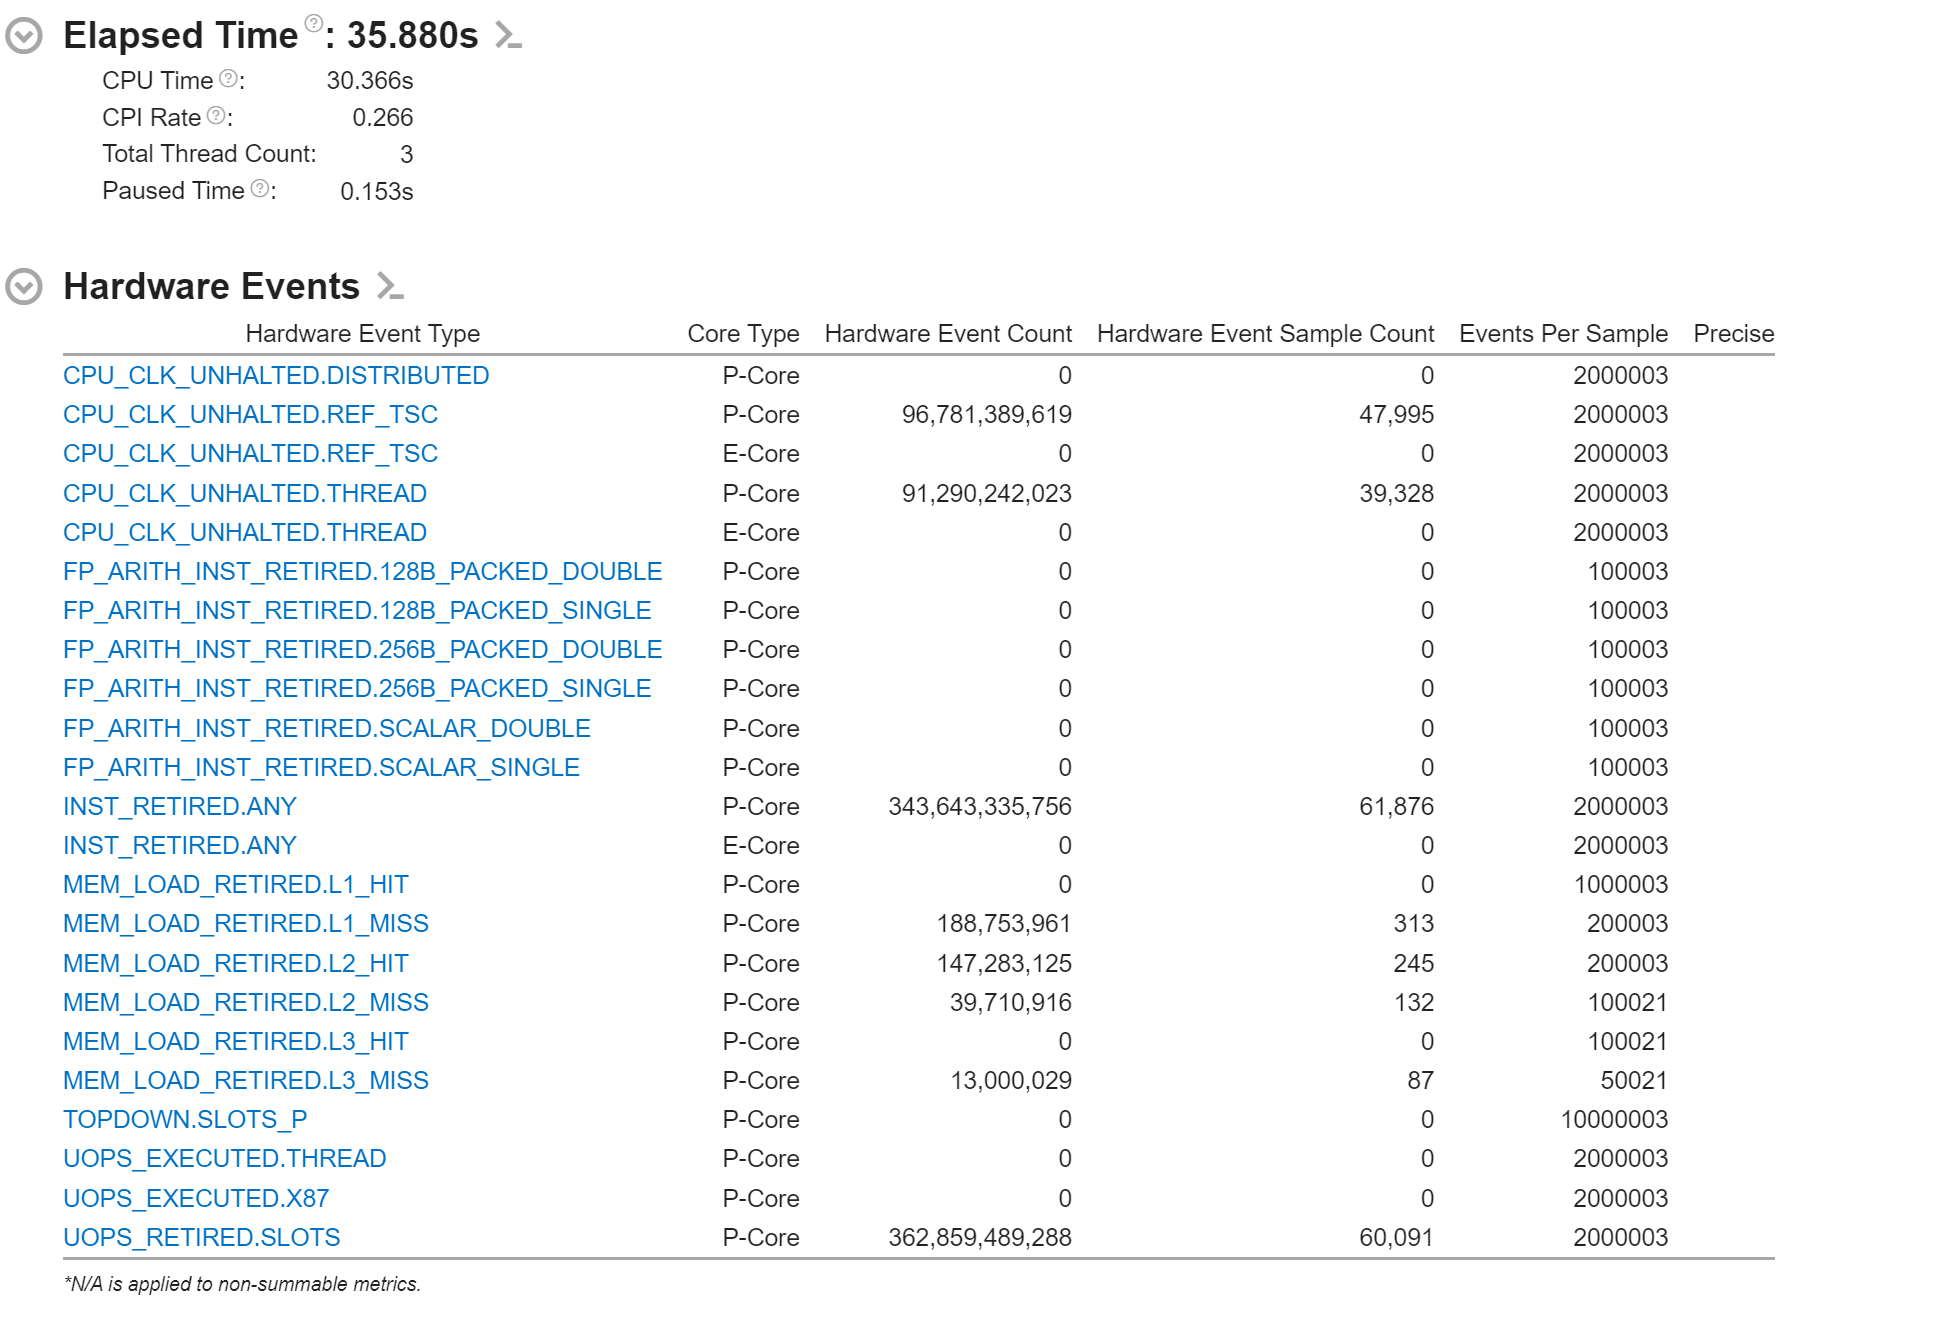 Elapsed Time ?: 35.880s
CPU Time ?: 30.366s
CPI Rate ?: 0.266
Total Thread Count: 3
Paused Time ?: 0.153s
Hardware Events
Hardware Event Type Core Type Hardware Event Count Hardware Event Sample Count Events Per Sample Precise
CPU_CLK_UNHALTED.DISTRIBUTED P-Core 0 0 2000003
CPU_CLK_UNHALTED.REF_TSC P-Core 96,781,389,619 47,995 2000003
CPU_CLK_UNHALTED.REF_TSC E-Core 0 0 2000003
CPU_CLK_UNHALTED.THREAD P-Core 91,290,242,023 39,328 2000003
CPU_CLK_UNHALTED.THREAD E-Core 0 0 2000003
FP_ARITH_INST_RETIRED.128B_PACKED_DOUBLE P-Core 0 0 100003
FP_ARITH_INST_RETIRED.128B_PACKED_SINGLE P-Core 0 0 100003
FP_ARITH_INST_RETIRED.256B_PACKED_DOUBLE P-Core 0 0 100003
FP_ARITH_INST_RETIRED.256B_PACKED_SINGLE P-Core 0 0 100003
FP_ARITH_INST_RETIRED.SCALAR_DOUBLE P-Core 0 0 100003
FP_ARITH_INST_RETIRED.SCALAR_SINGLE P-Core 0 0 100003
INST_RETIRED.ANY P-Core 343,643,335,756 61,876 2000003
INST_RETIRED.ANY E-Core 0 0 2000003
MEM_LOAD_RETIRED.L1_HIT P-Core 0 0 1000003
MEM_LOAD_RETIRED.L1_MISS P-Core 188,753,961 313 200003
MEM_LOAD_RETIRED.L2_HIT P-Core 147,283,125 245 200003
MEM_LOAD_RETIRED.L2_MISS P-Core 39,710,916 132 100021
MEM_LOAD_RETIRED.L3_HIT P-Core 0 0 100021
MEM_LOAD_RETIRED.L3_MISS P-Core 13,000,029 87 50021
TOPDOWN.SLOTS_P P-Core 0 0 10000003
UOPS_EXECUTED.THREAD P-Core 0 0 2000003
UOPS_EXECUTED.X87 P-Core 0 0 2000003
UOPS_RETIRED.SLOTS P-Core 362,859,489,288 60,091 2000003
*N/A is applied to non-summable metrics.